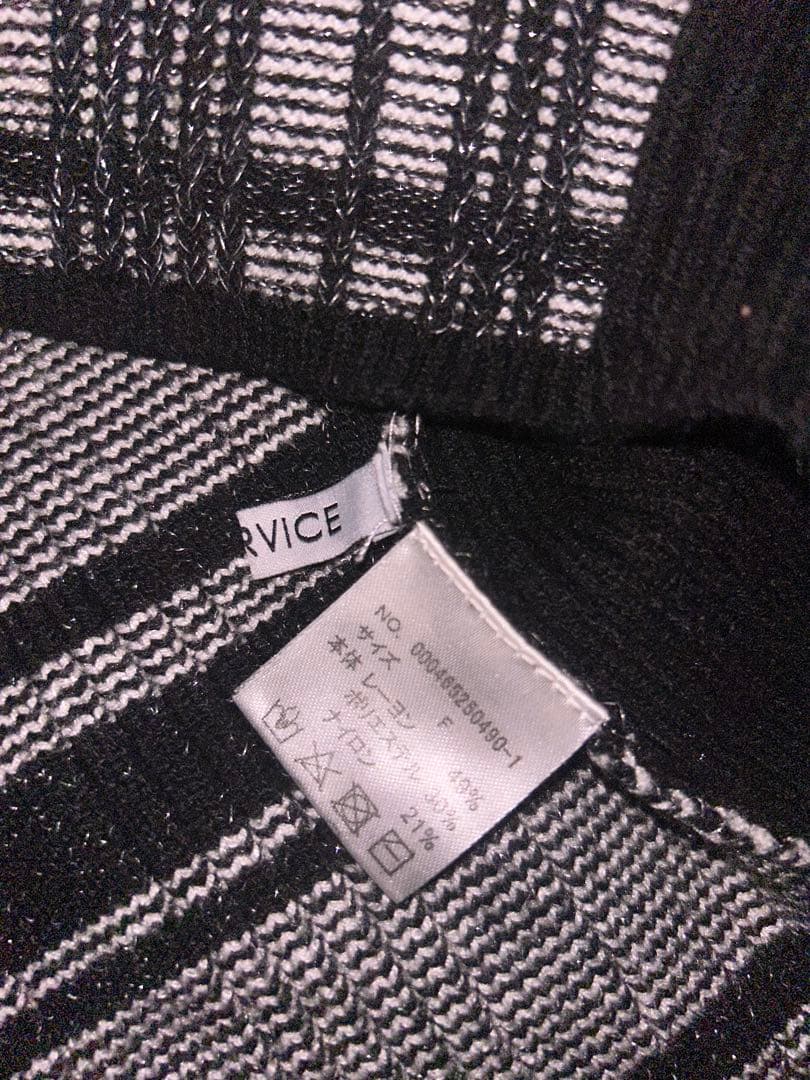 RVICE
NO. 000465250490-1
サイズ F
本体 レーヨン 49%
ポリエステル 30%
ナイロン 21%